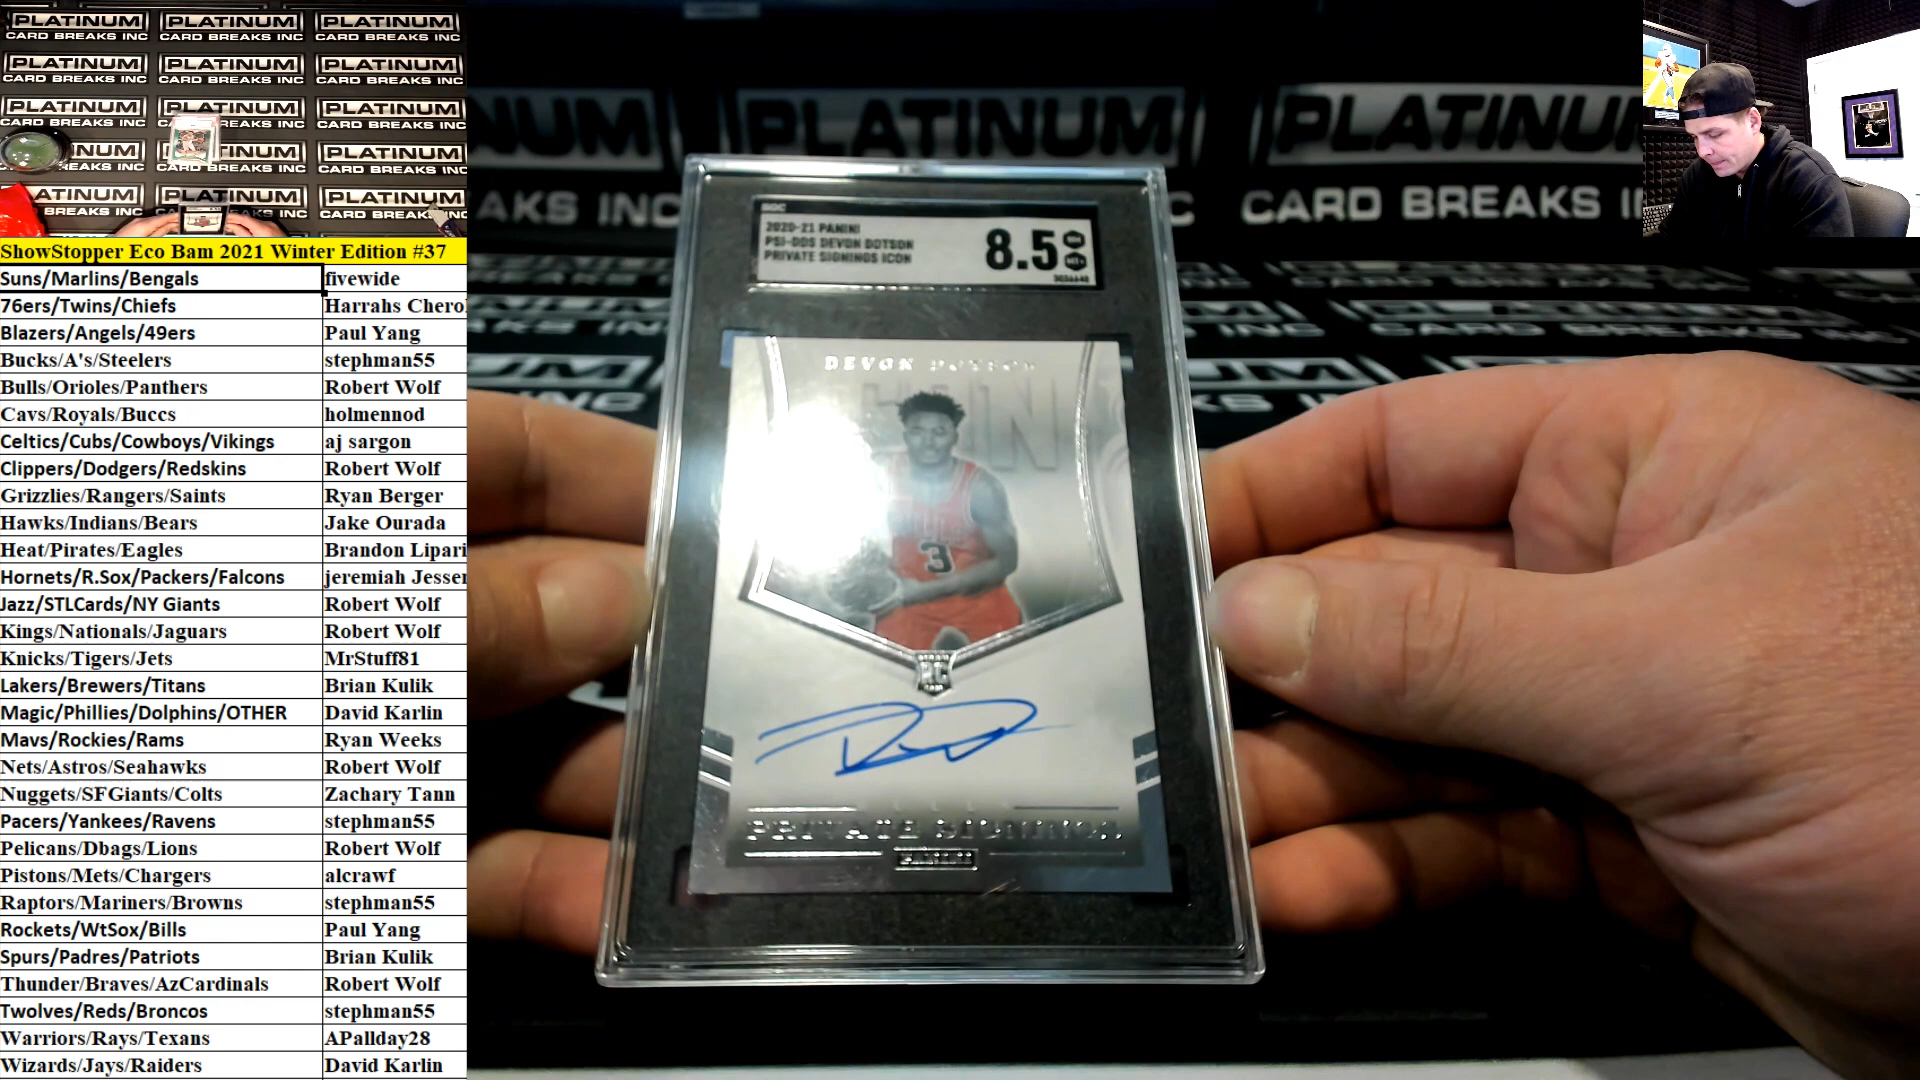 PLATINUM PLATINUM PLATINUM
CARD BREAKS INC CARD BREAKS INC CARD BREAKS INC
PLATINUM PLATINUM PLATINUM
CARD BREAKS INC CARD BREAKS INC CARD BREAKS INC
PLATINUM PLATINUM PLATINUM
CARD BREAKS INC REAKS INC CARD BREAKS INC
PLATINUM
CARD BREAKS INC
ATINUM PLATINUM PLATINUM
BREAKS INC CARD BREAKS INC
ShowStopper Eco Bam 2021 Winter Edition #37
Suns/Marlins/Bengals fivewide
76ers/Twins/Chiefs Harrahs Chero
Blazers/Angels/49ers Paul Yang
Bucks/A's/Steelers stephman55
Bulls/Orioles/Panthers Robert Wolf
Cavs/Royals/Buccs holmennod
Celtics/Cubs/Cowboys/Vikings aj sargon
Clippers/Dodgers/Redskins Robert Wolf
Grizzlies/Rangers/Saints Ryan Berger
Hawks/Indians/Bears Jake Ourada
Heat/Pirates/Eagles Brandon Lipari
Hornets/R.Sox/Packers/Falcons jeremiah Jesser
Jazz/STLCards/NY Giants Robert Wolf
Kings/Nationals/Jaguars Robert Wolf
Knicks/Tigers/Jets MrStuff81
Lakers/Brewers/Titans Brian Kulik
Magic/Phillies/Dolphins/OTHER David Karlin
Mavs/Rockies/Rams Ryan Weeks
Nets/Astros/Seahawks Robert Wolf
Nuggets/SFGiants/Colts Zachary Tann
Pacers/Yankees/Ravens stephman55
Pelicans/Dbags/Lions Robert Wolf
Pistons/Mets/Chargers alcrawf
Raptors/Mariners/Browns stephman55
Rockets/WtSox/Bills Paul Yang
Spurs/Padres/Patriots Brian Kulik
Thunder/Braves/AzCardinals Robert Wolf
Twolves/Reds/Broncos stephman55
Warriors/Rays/Texans APallday28
Wizards/Jays/Raiders David Karlin
NUM PLATINUM PLATINUM
AKS INC CARD BREAKS I
SGC
2020-21 PANINI
PSI-DDS DEVON DOTSON
PRIVATE SIGNINGS ICON
8.5
DEVON DOTSON
3
RC
PRIVATE SIGNINGS
PANINI